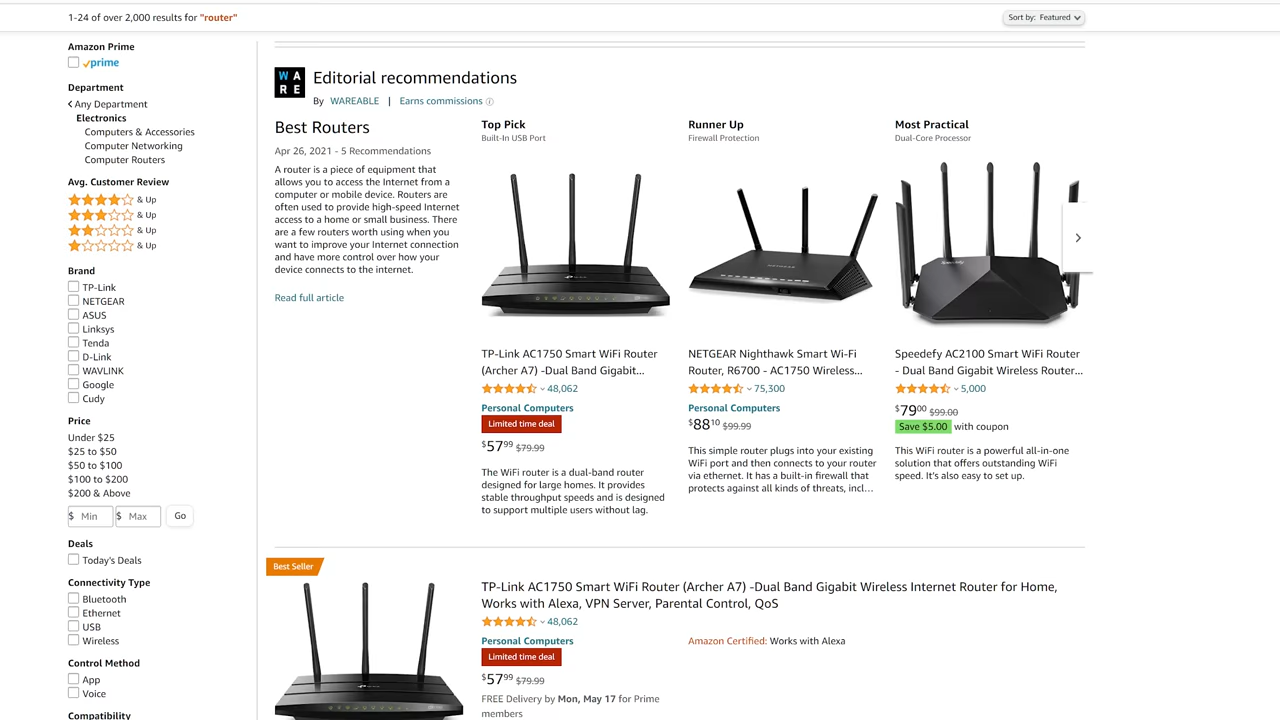 1-24 of over 2,000 results for "router"
Sort by: Featured
Amazon Prime
prime
Department
Any Department
Electronics
Computers & Accessories
Computer Networking
Computer Routers
Avg. Customer Review
& Up
& Up
& Up
& Up
Brand
TP-Link
NETGEAR
ASUS
Linksys
Tenda
D-Link
WAVLINK
Google
Cudy
Price
Under $25
$25 to $50
$50 to $100
$100 to $200
$200 & Above
$ Min $ Max Go
Deals
Today's Deals
Connectivity Type
Bluetooth
Ethernet
USB
Wireless
Control Method
App
Voice
Compatibility
WA
RE
Editorial recommendations
By WAREABLE | Earns commissions
Best Routers
Apr 26, 2021 - 5 Recommendations
A router is a piece of equipment that
allows you to access the Internet from a
computer or mobile device. Routers are
often used to provide high-speed Internet
access to a home or small business. There
are a few routers worth using when you
want to improve your Internet connection
and have more control over how your
device connects to the internet.
Read full article
Top Pick
Built-In USB Port
TP-Link AC1750 Smart WiFi Router
(Archer A7) -Dual Band Gigabit...
48,062
Personal Computers
Limited time deal
$57.99 $79.99
The WiFi router is a dual-band router
designed for large homes. It provides
stable throughput speeds and is designed
to support multiple users without lag.
Runner Up
Firewall Protection
NETGEAR
NETGEAR Nighthawk Smart Wi-Fi
Router, R6700 - AC1750 Wireless...
75,300
Personal Computers
$88.10 $99.99
This simple router plugs into your existing
WiFi port and then connects to your router
via ethernet. It has a built-in firewall that
protects against all kinds of threats, incl...
Most Practical
Dual-Core Processor
Speedefy
Speedefy AC2100 Smart WiFi Router
- Dual Band Gigabit Wireless Router...
5,000
$79.00 $99.00
Save $5.00 with coupon
This WiFi router is a powerful all-in-one
solution that offers outstanding WiFi
speed. It's also easy to set up.
Best Seller
TP-Link AC1750 Smart WiFi Router (Archer A7) -Dual Band Gigabit Wireless Internet Router for Home,
Works with Alexa, VPN Server, Parental Control, QoS
48,062
Personal Computers
Limited time deal
$57.99 $79.99
FREE Delivery by Mon, May 17 for Prime
members
Amazon Certified: Works with Alexa